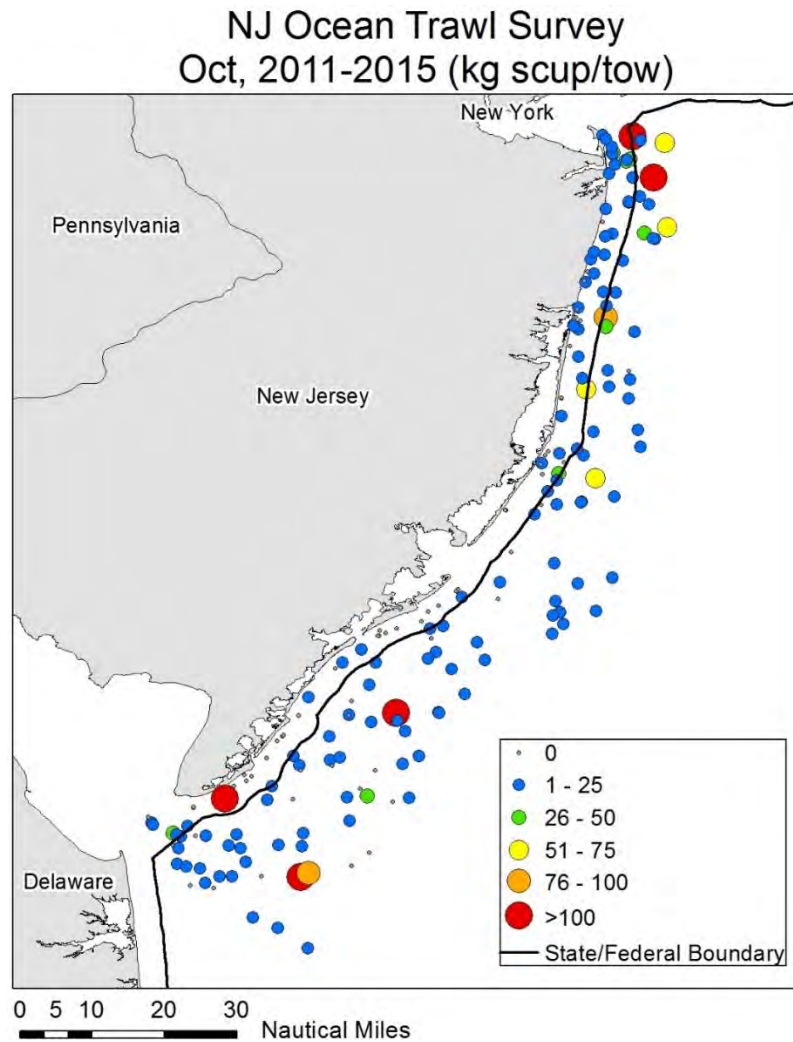 NJ Ocean Trawl Survey
Oct, 2011-2015 (kg scup/tow)
New York
Pennsylvania
New Jersey
Delaware
0
1 - 25
26 - 50
51 - 75
76 - 100
>100
State/Federal Boundary
0 5 10 20 30
Nautical Miles